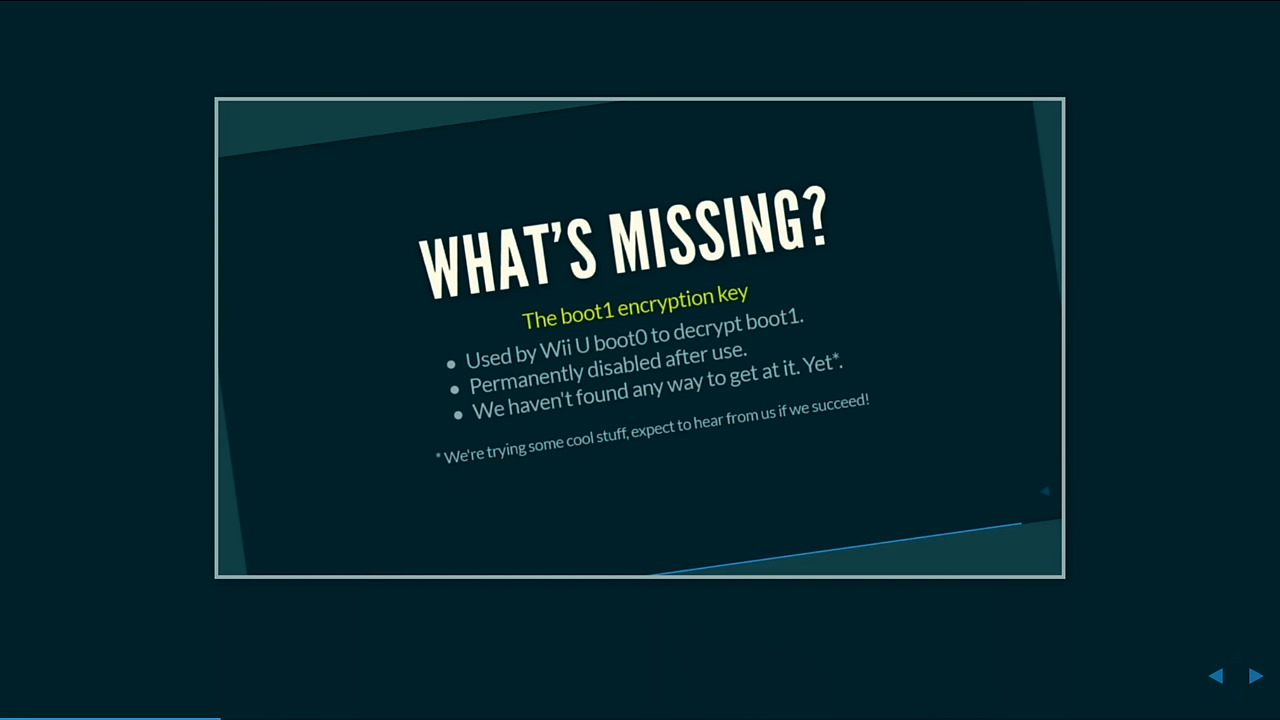 WHAT'S MISSING?
The boot1 encryption key
• Used by Wii U boot0 to decrypt boot1.
• Permanently disabled after use.
• We haven't found any way to get at it. Yet*.
* We're trying some cool stuff, expect to hear from us if we succeed!